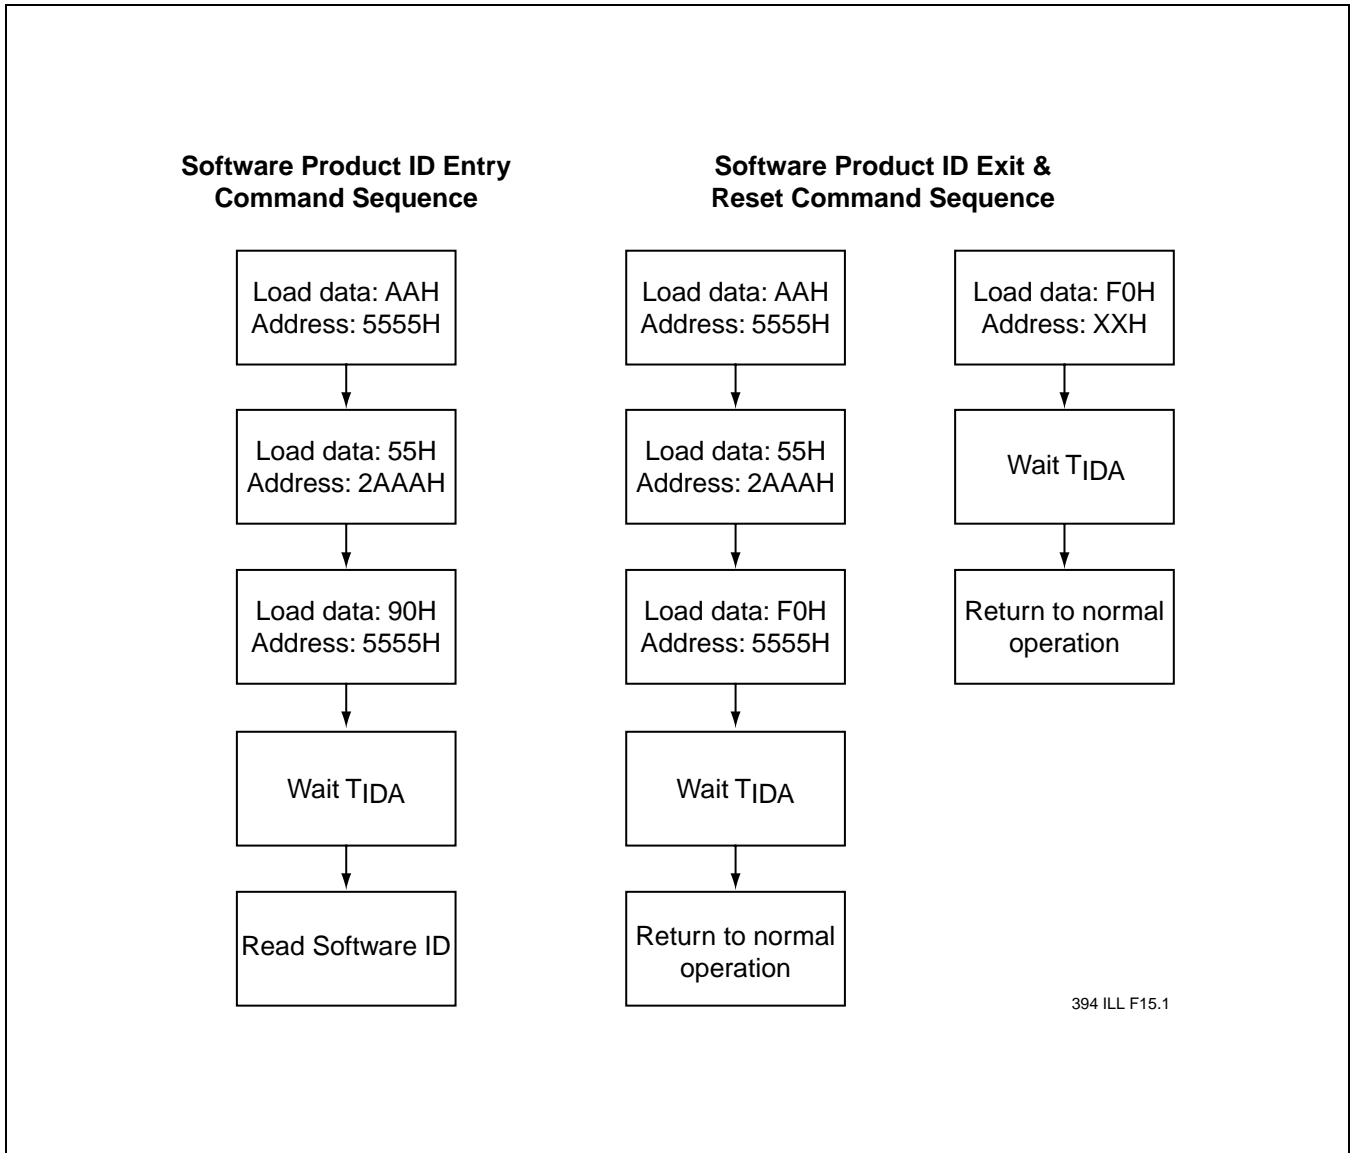 Software Product ID Entry
Command Sequence
Load data: AAH
Address: 5555H
Load data: 55H
Address: 2AAAH
Load data: 90H
Address: 5555H
Wait TIDA
Read Software ID
Software Product ID Exit &
Reset Command Sequence
Load data: AAH
Address: 5555H
Load data: 55H
Address: 2AAAH
Load data: F0H
Address: 5555H
Wait TIDA
Return to normal
operation
Load data: F0H
Address: XXH
Wait TIDA
Return to normal
operation
394 ILL F15.1